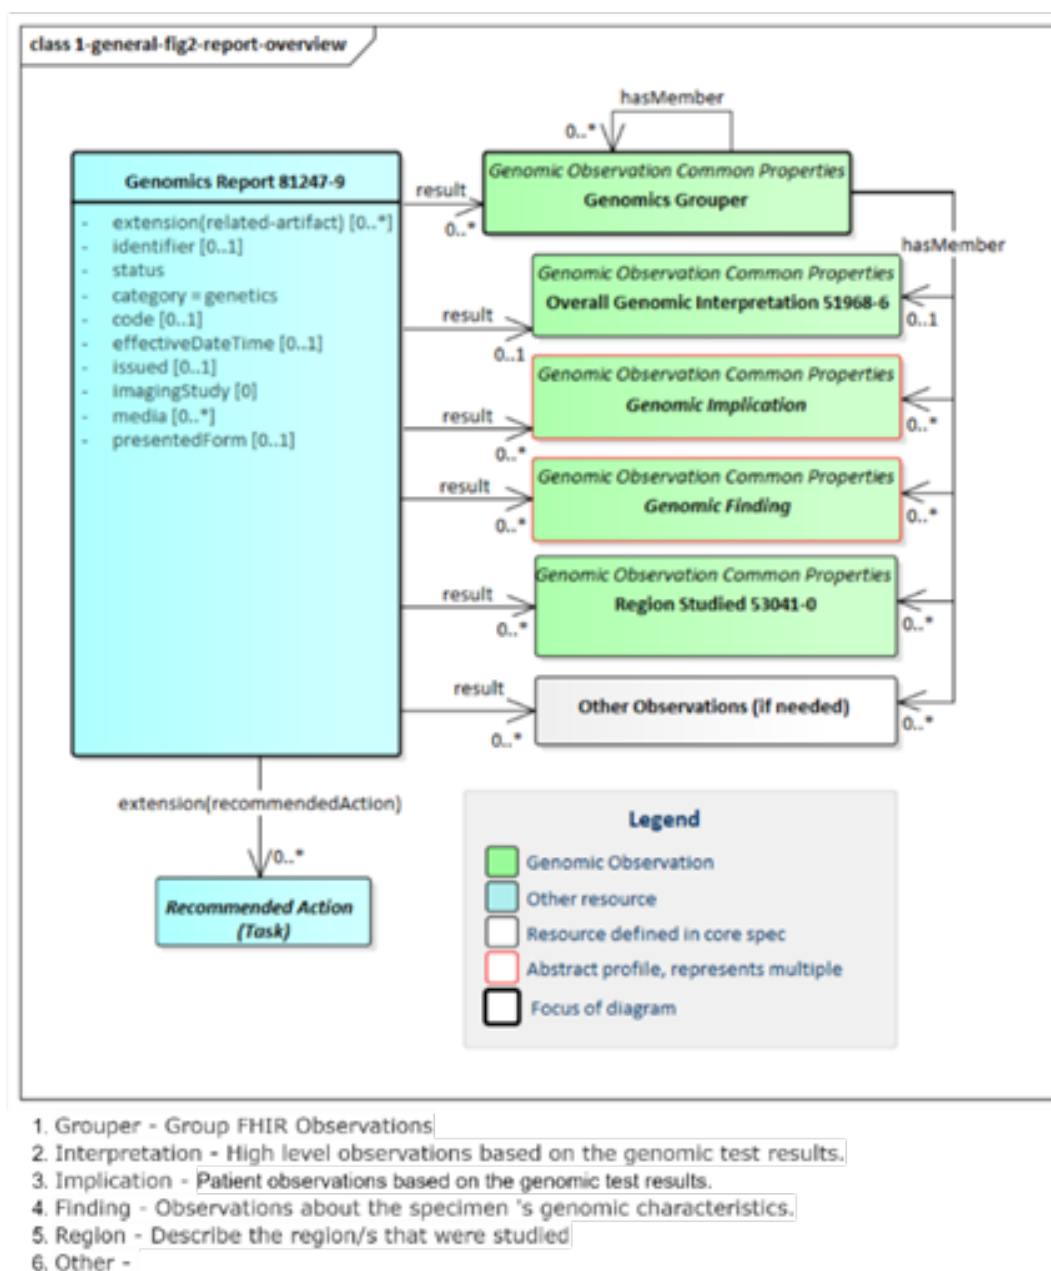 class 1-general-fig2-report-overview
hasMember
0..*
Genomics Report 81247-9
- extension(related-artifact) [0..*]
- identifier [0..1]
- status
- category = genetics
- code [0..1]
- effectiveDateTime [0..1]
- issued [0..1]
- imagingStudy [0]
- media [0..*]
- presentedForm [0..1]
result
0..*
Genomic Observation Common Properties
Genomics Grouper
hasMember
result
0..1
Genomic Observation Common Properties
Overall Genomic Interpretation 51968-6
0..1
result
0..*
Genomic Observation Common Properties
Genomic Implication
0..*
result
0..*
Genomic Observation Common Properties
Genomic Finding
0..*
result
0..*
Genomic Observation Common Properties
Region Studied 53041-0
0..*
result
0..*
Other Observations (if needed)
0..*
extension(recommendedAction)
0..*
Recommended Action
(Task)
Legend
Genomic Observation
Other resource
Resource defined in core spec
Abstract profile, represents multiple
Focus of diagram
1. Grouper - Group FHIR Observations
2. Interpretation - High level observations based on the genomic test results.
3. Implication - Patient observations based on the genomic test results.
4. Finding - Observations about the specimen 's genomic characteristics.
5. Region - Describe the region/s that were studied
6. Other -